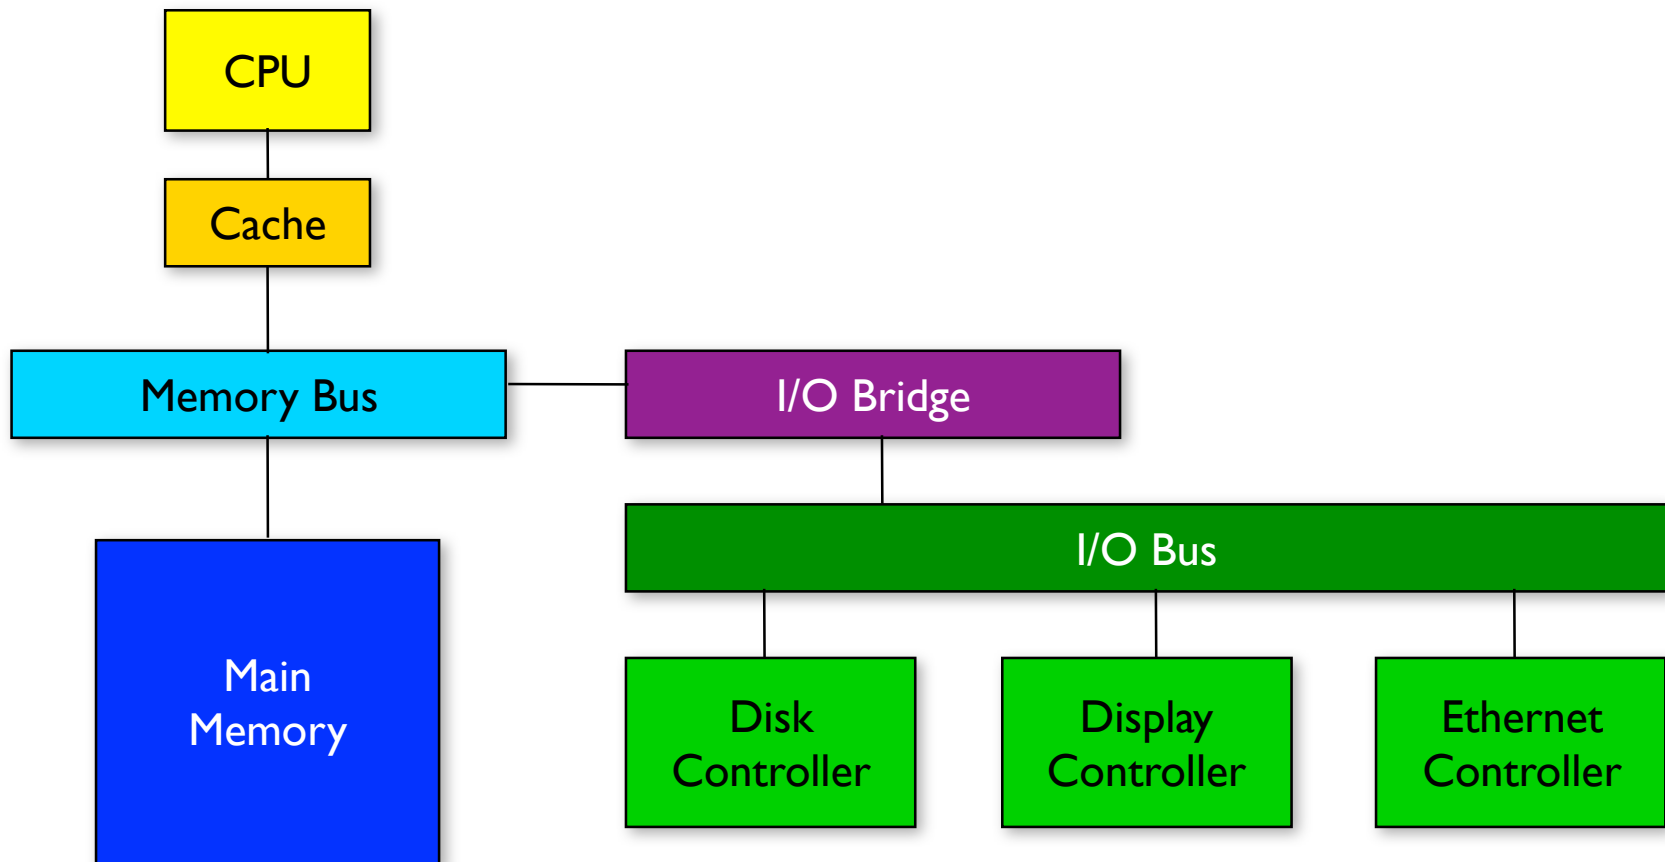 CPU
Cache
Memory Bus
I/O Bridge
I/O Bus
Main
Memory
Disk
Controller
Display
Controller
Ethernet
Controller